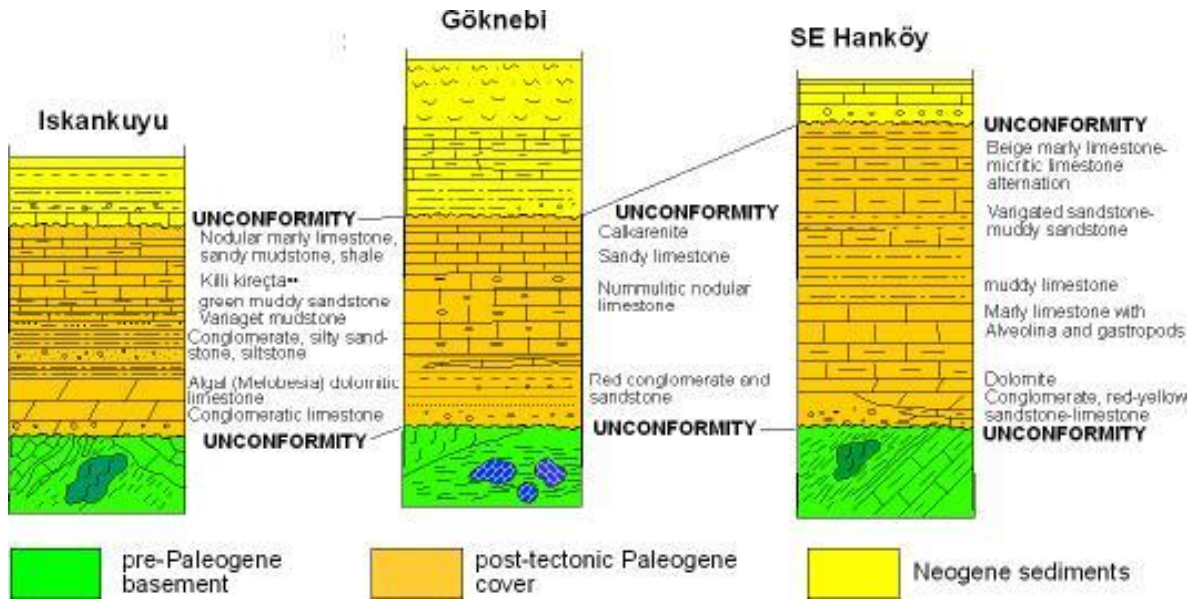 Göknebi
SE Hanköy
Iskankuyu
UNCONFORMITY
Nodular marly limestone,
sandy mudstone, shale
Killi kireçta••
green muddy sandstone
Variaget mudstone
Conglomerate, silty sand-
stone, siltstone
Algal (Melobesia) dolomitic
limestone
Conglomeratic limestone
UNCONFORMITY
UNCONFORMITY
Calkarenite
Sandy limestone
Nummulitic nodular
limestone
Red conglomerate and
sandstone
UNCONFORMITY
UNCONFORMITY
Beige marly limestone-
micritic limestone
alternation
Varigated sandstone-
muddy sandstone
muddy limestone
Marly limestone with
Alveolina and gastropods
Dolomite
Conglomerate, red-yellow
sandstone-limestone
UNCONFORMITY
pre-Paleogene
basement
post-tectonic Paleogene
cover
Neogene sediments